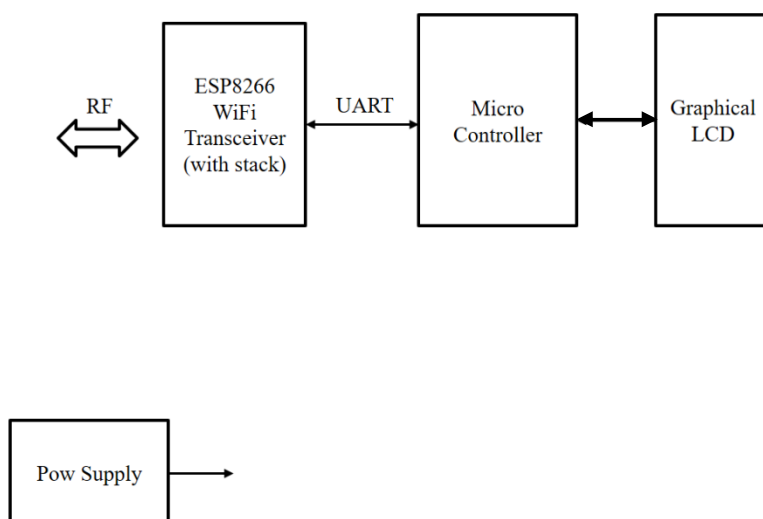 RF
ESP8266
WiFi
Transceiver
(with stack)
UART
Micro
Controller
Graphical
LCD
Pow Supply